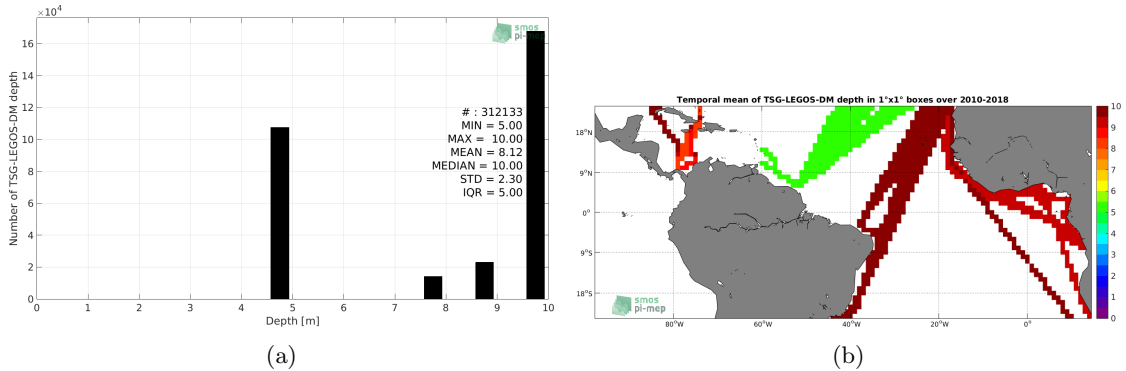 ×10⁴
smos
pi-mep
16
14
12
10
8
6
4
2
0
Number of TSG-LEGOS-DM depth
# : 312133
MIN = 5.00
MAX = 10.00
MEAN = 8.12
MEDIAN = 10.00
STD = 2.30
IQR = 5.00
0 1 2 3 4 5 6 7 8 9 10
Depth [m]
(a)
Temporal mean of TSG-LEGOS-DM depth in 1°x1° boxes over 2010-2018
18°N
9°N
0°
9°S
18°S
80°W 60°W 40°W 20°W 0°
smos
pi-mep
10
9
8
7
6
5
4
3
2
1
0
(b)